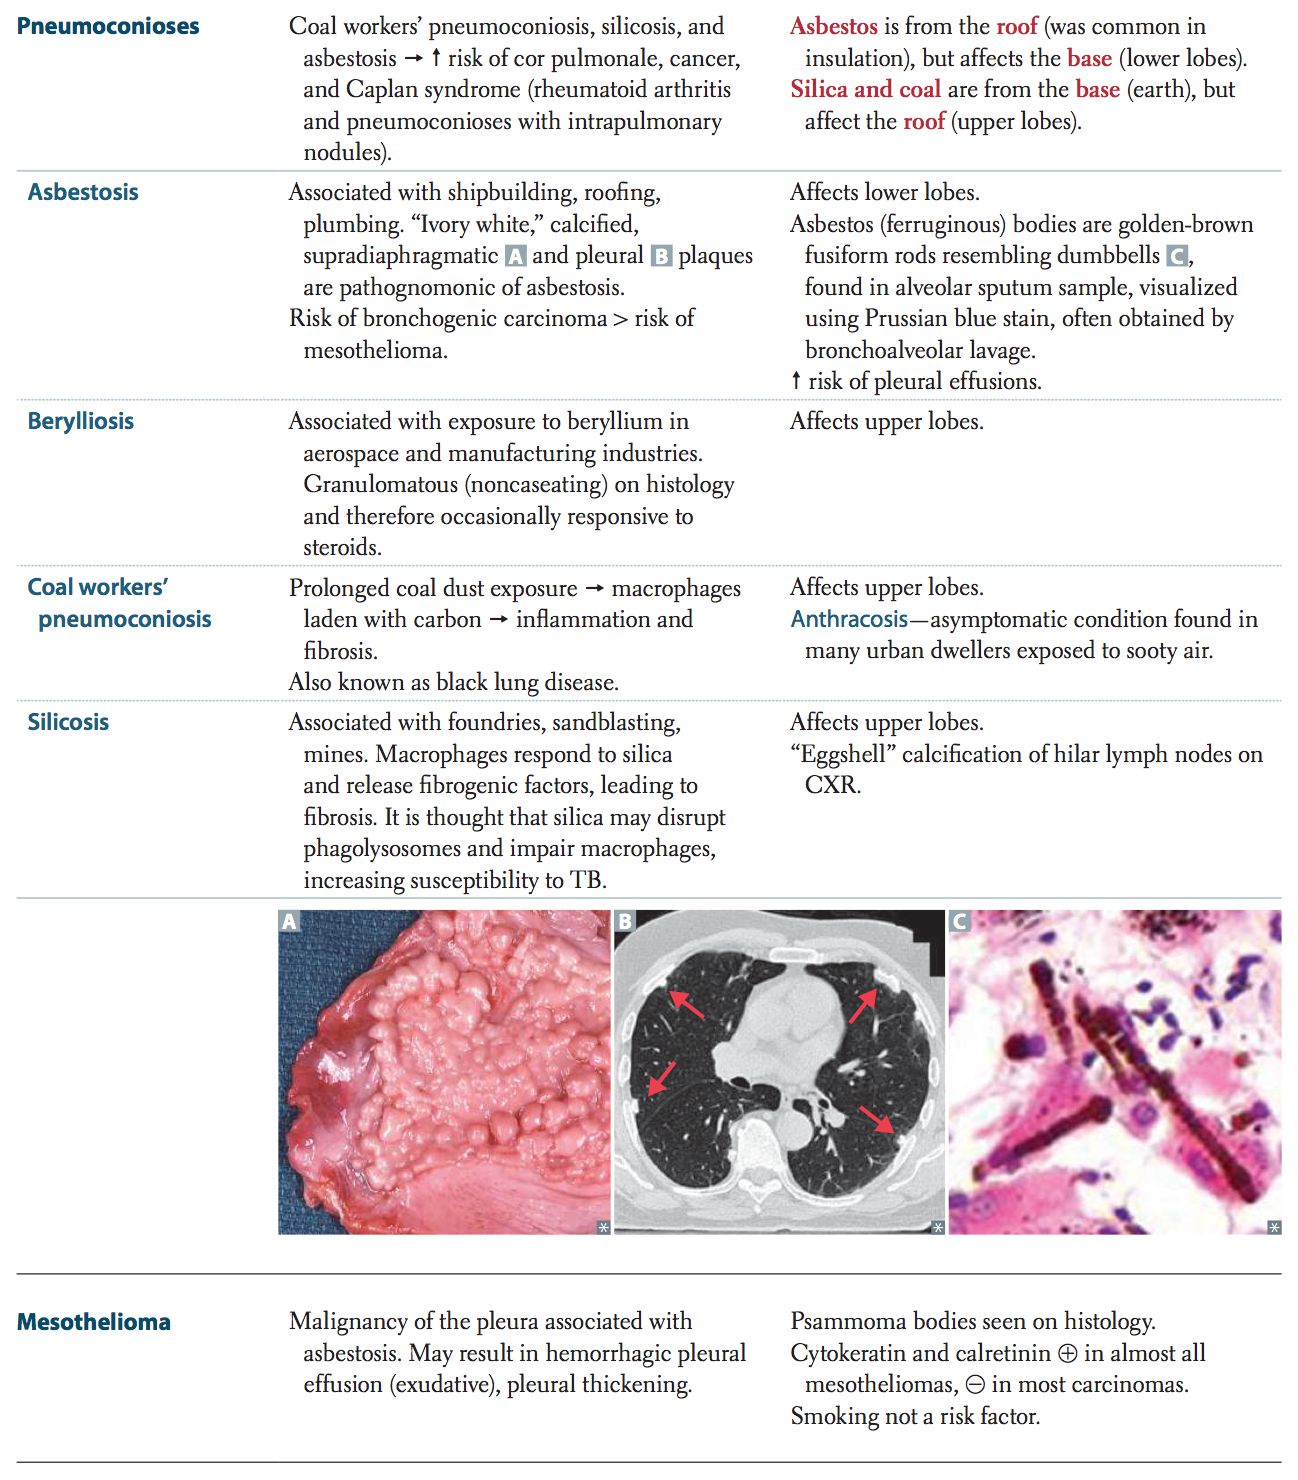 Pneumoconioses
Coal workers’ pneumoconiosis, silicosis, and
asbestosis → ↑ risk of cor pulmonale, cancer,
and Caplan syndrome (rheumatoid arthritis
and pneumoconioses with intrapulmonary
nodules).
Asbestos is from the roof (was common in
insulation), but affects the base (lower lobes).
Silica and coal are from the base (earth), but
affect the roof (upper lobes).
Asbestosis
Associated with shipbuilding, roofing,
plumbing. “Ivory white,” calcified,
supradiaphragmatic A and pleural B plaques
are pathognomonic of asbestosis.
Risk of bronchogenic carcinoma > risk of
mesothelioma.
Affects lower lobes.
Asbestos (ferruginous) bodies are golden-brown
fusiform rods resembling dumbbells C,
found in alveolar sputum sample, visualized
using Prussian blue stain, often obtained by
bronchoalveolar lavage.
↑ risk of pleural effusions.
Berylliosis
Associated with exposure to beryllium in
aerospace and manufacturing industries.
Granulomatous (noncaseating) on histology
and therefore occasionally responsive to
steroids.
Affects upper lobes.
Coal workers’
pneumoconiosis
Prolonged coal dust exposure → macrophages
laden with carbon → inflammation and
fibrosis.
Also known as black lung disease.
Affects upper lobes.
Anthracosis—asymptomatic condition found in
many urban dwellers exposed to sooty air.
Silicosis
Associated with foundries, sandblasting,
mines. Macrophages respond to silica
and release fibrogenic factors, leading to
fibrosis. It is thought that silica may disrupt
phagolysosomes and impair macrophages,
increasing susceptibility to TB.
Affects upper lobes.
“Eggshell” calcification of hilar lymph nodes on
CXR.
A
B
C
Mesothelioma
Malignancy of the pleura associated with
asbestosis. May result in hemorrhagic pleural
effusion (exudative), pleural thickening.
Psammoma bodies seen on histology.
Cytokeratin and calretinin ⊕ in almost all
mesotheliomas, ⊖ in most carcinomas.
Smoking not a risk factor.